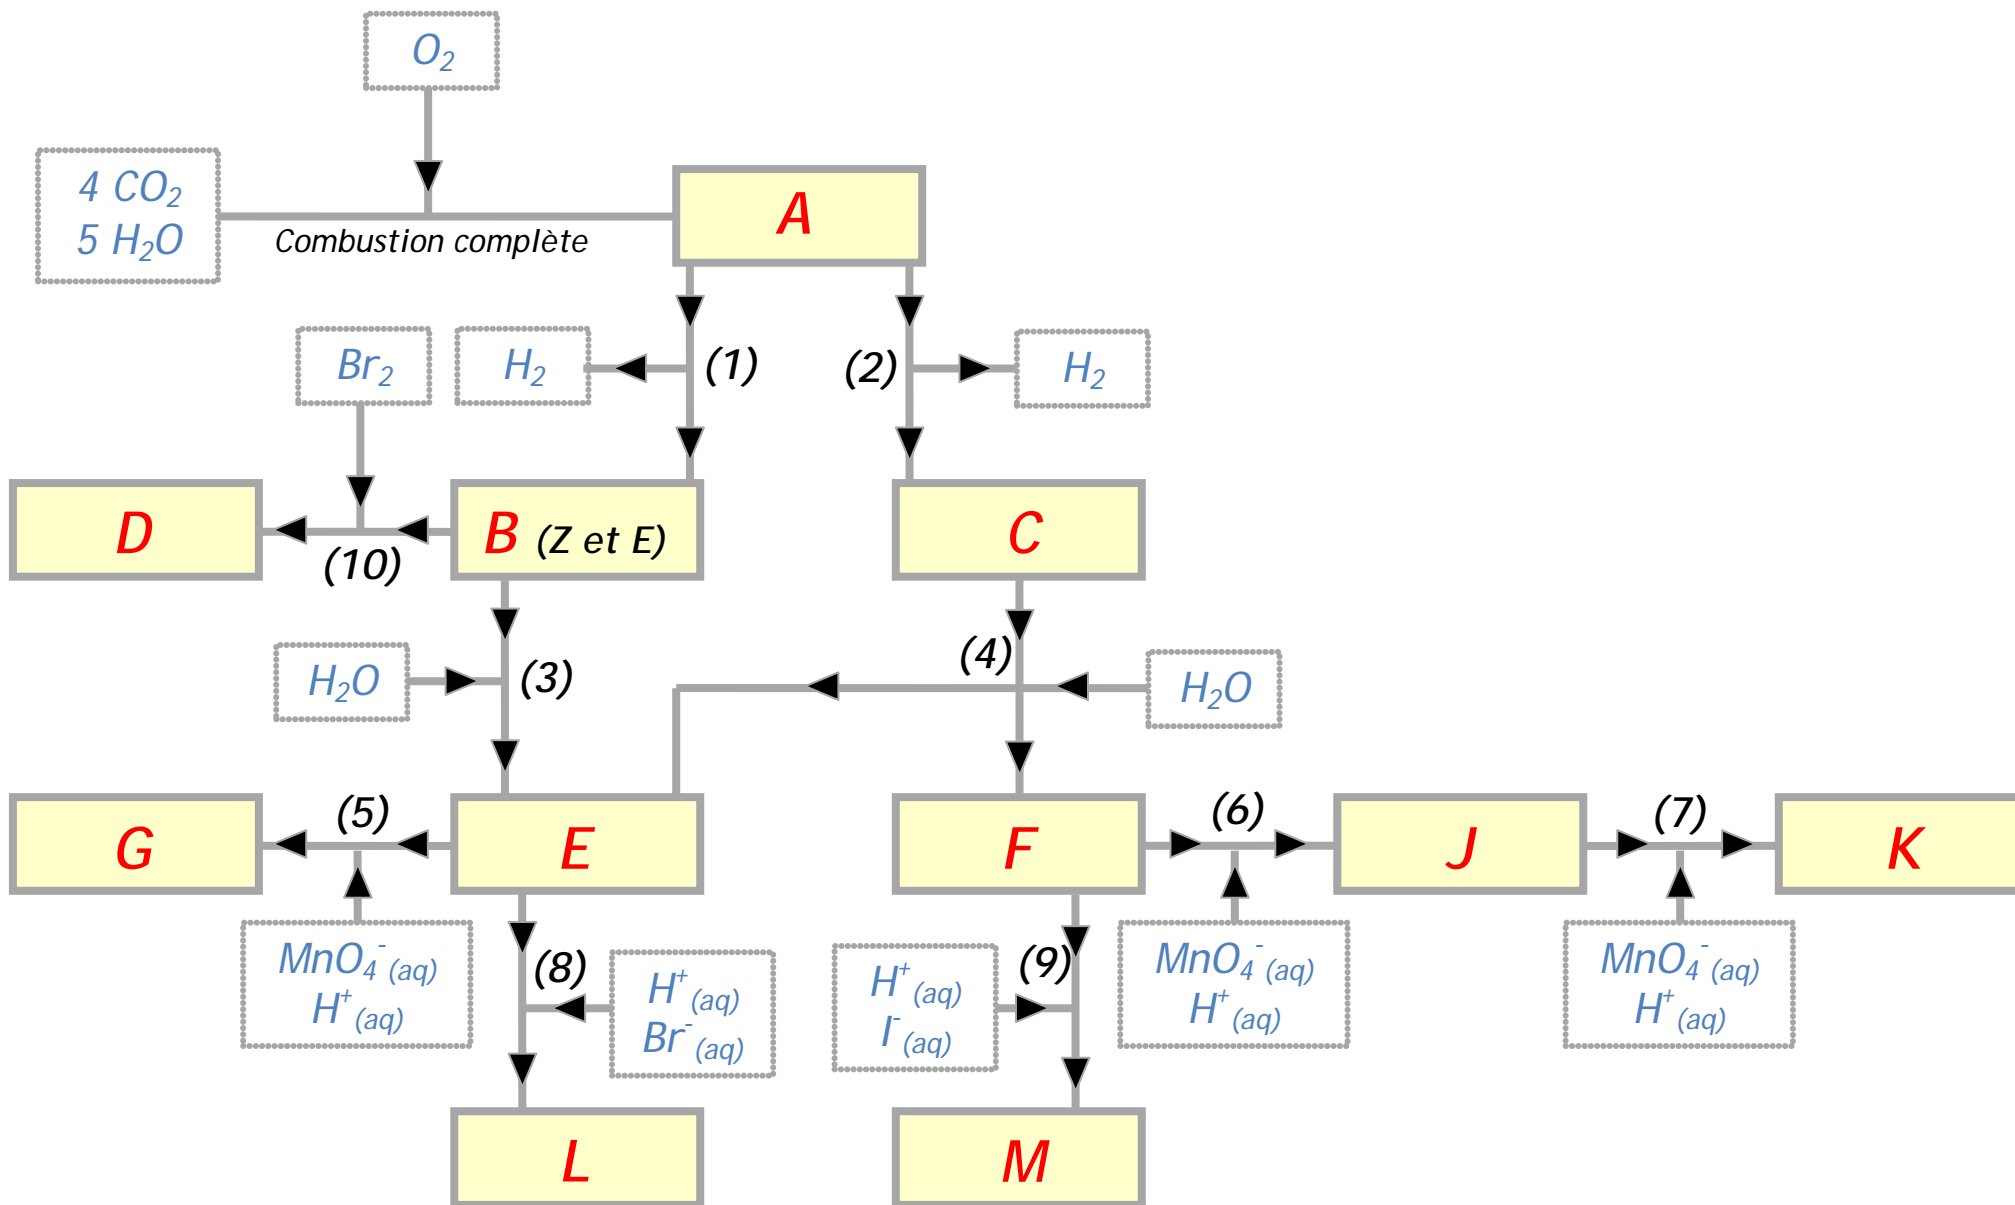 O₂
4 CO₂
5 H₂O
Combustion complète
A
Br₂
H₂
(1)
(2)
H₂
D
(10)
B (Z et E)
C
H₂O
(3)
(4)
H₂O
G
(5)
E
F
(6)
J
(7)
K
MnO₄⁻(aq)
H⁺(aq)
(8)
H⁺(aq)
Br⁻(aq)
H⁺(aq)
I⁻(aq)
(9)
MnO₄⁻(aq)
H⁺(aq)
MnO₄⁻(aq)
H⁺(aq)
L
M